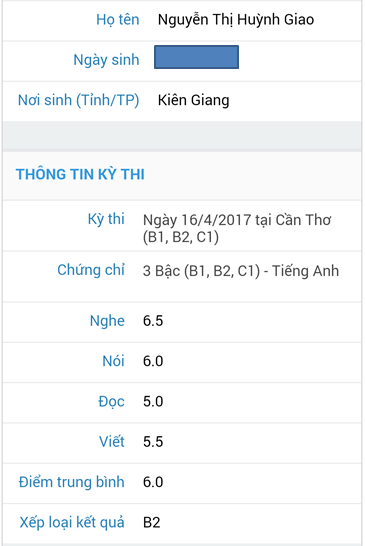 Họ tên Nguyễn Thị Huỳnh Giao
Ngày sinh
Nơi sinh (Tỉnh/TP) Kiên Giang
THÔNG TIN KỲ THI
Kỳ thi Ngày 16/4/2017 tại Cần Thơ
(B1, B2, C1)
Chứng chỉ 3 Bậc (B1, B2, C1) - Tiếng Anh
Nghe 6.5
Nói 6.0
Đọc 5.0
Viết 5.5
Điểm trung bình 6.0
Xếp loại kết quả B2